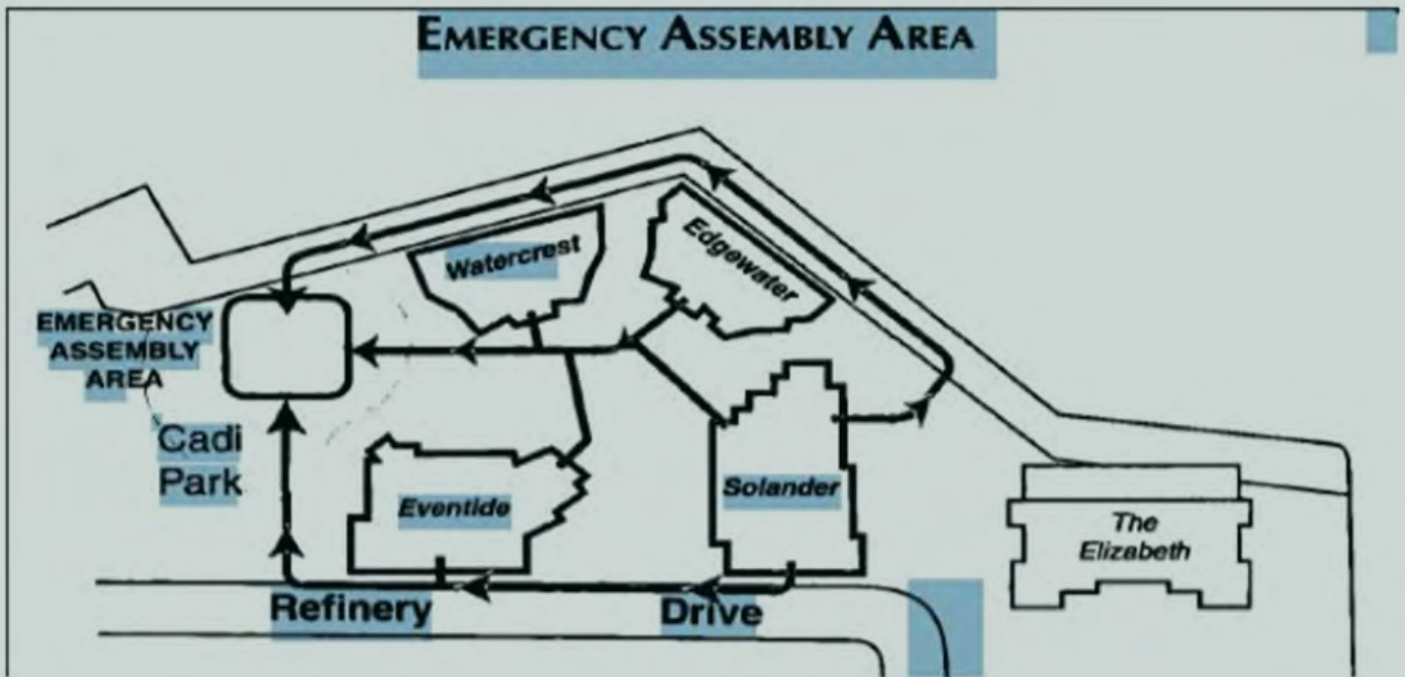 EMERGENCY ASSEMBLY AREA
Watercrest
Edgewater
EMERGENCY
ASSEMBLY
AREA
Cadi
Park
Eventide
Solander
The
Elizabeth
Refinery Drive